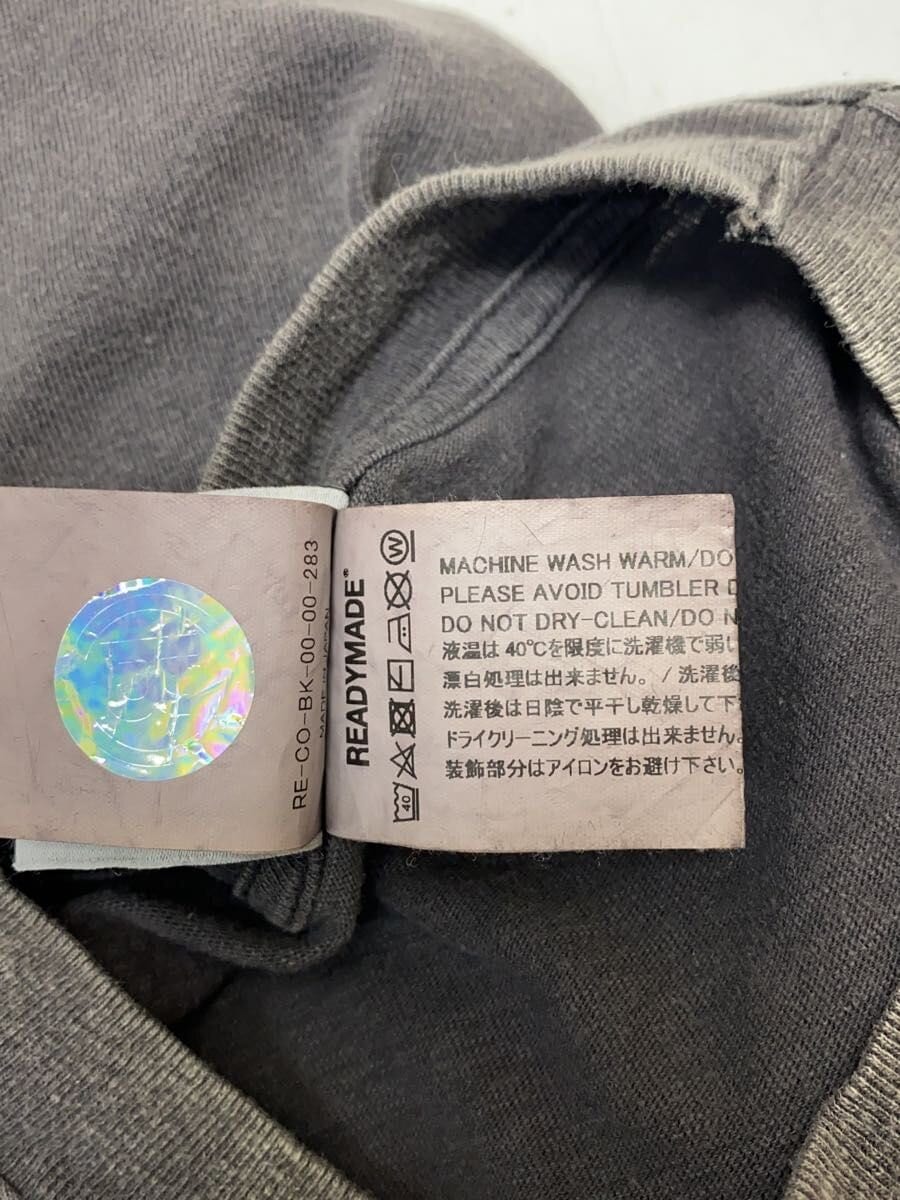 RE-CO-BK-00-00-283
MADE IN JAPAN
READYMADE®
W
40
MACHINE WASH WARM/DO
PLEASE AVOID TUMBLER
DO NOT DRY-CLEAN/DO
液温は 40℃を限度に洗濯機で弱い
漂白処理は出来ません。/ 洗濯後
洗濯後は日陰で平干し乾燥して下
ドライクリーニング処理は出来ません。
装飾部分はアイロンをお避け下さい。